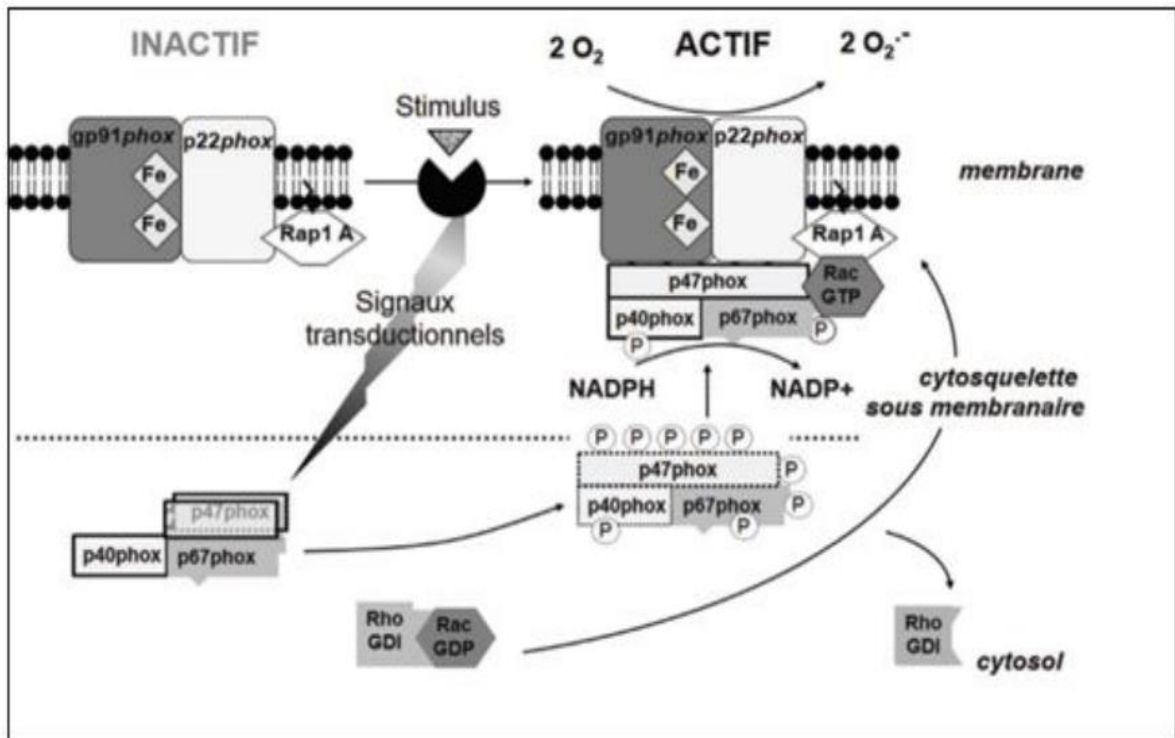 INACTIF
2 O₂
ACTIF
2 O₂·-
Stimulus
gp91phox
p22phox
Fe
Fe
Rap1 A
gp91phox
p22phox
Fe
Fe
Rap1 A
membrane
Signaux
transductionnels
p47phox
Rac
GTP
p40phox
p67phox
P
P
NADPH
NADP+
cytosquelette
sous membranaire
P
P
P
P
P
p47phox
P
p40phox
p67phox
P
P
P
p47phox
p40phox
p67phox
Rho
GDI
Rac
GDP
Rho
GDI
cytosol